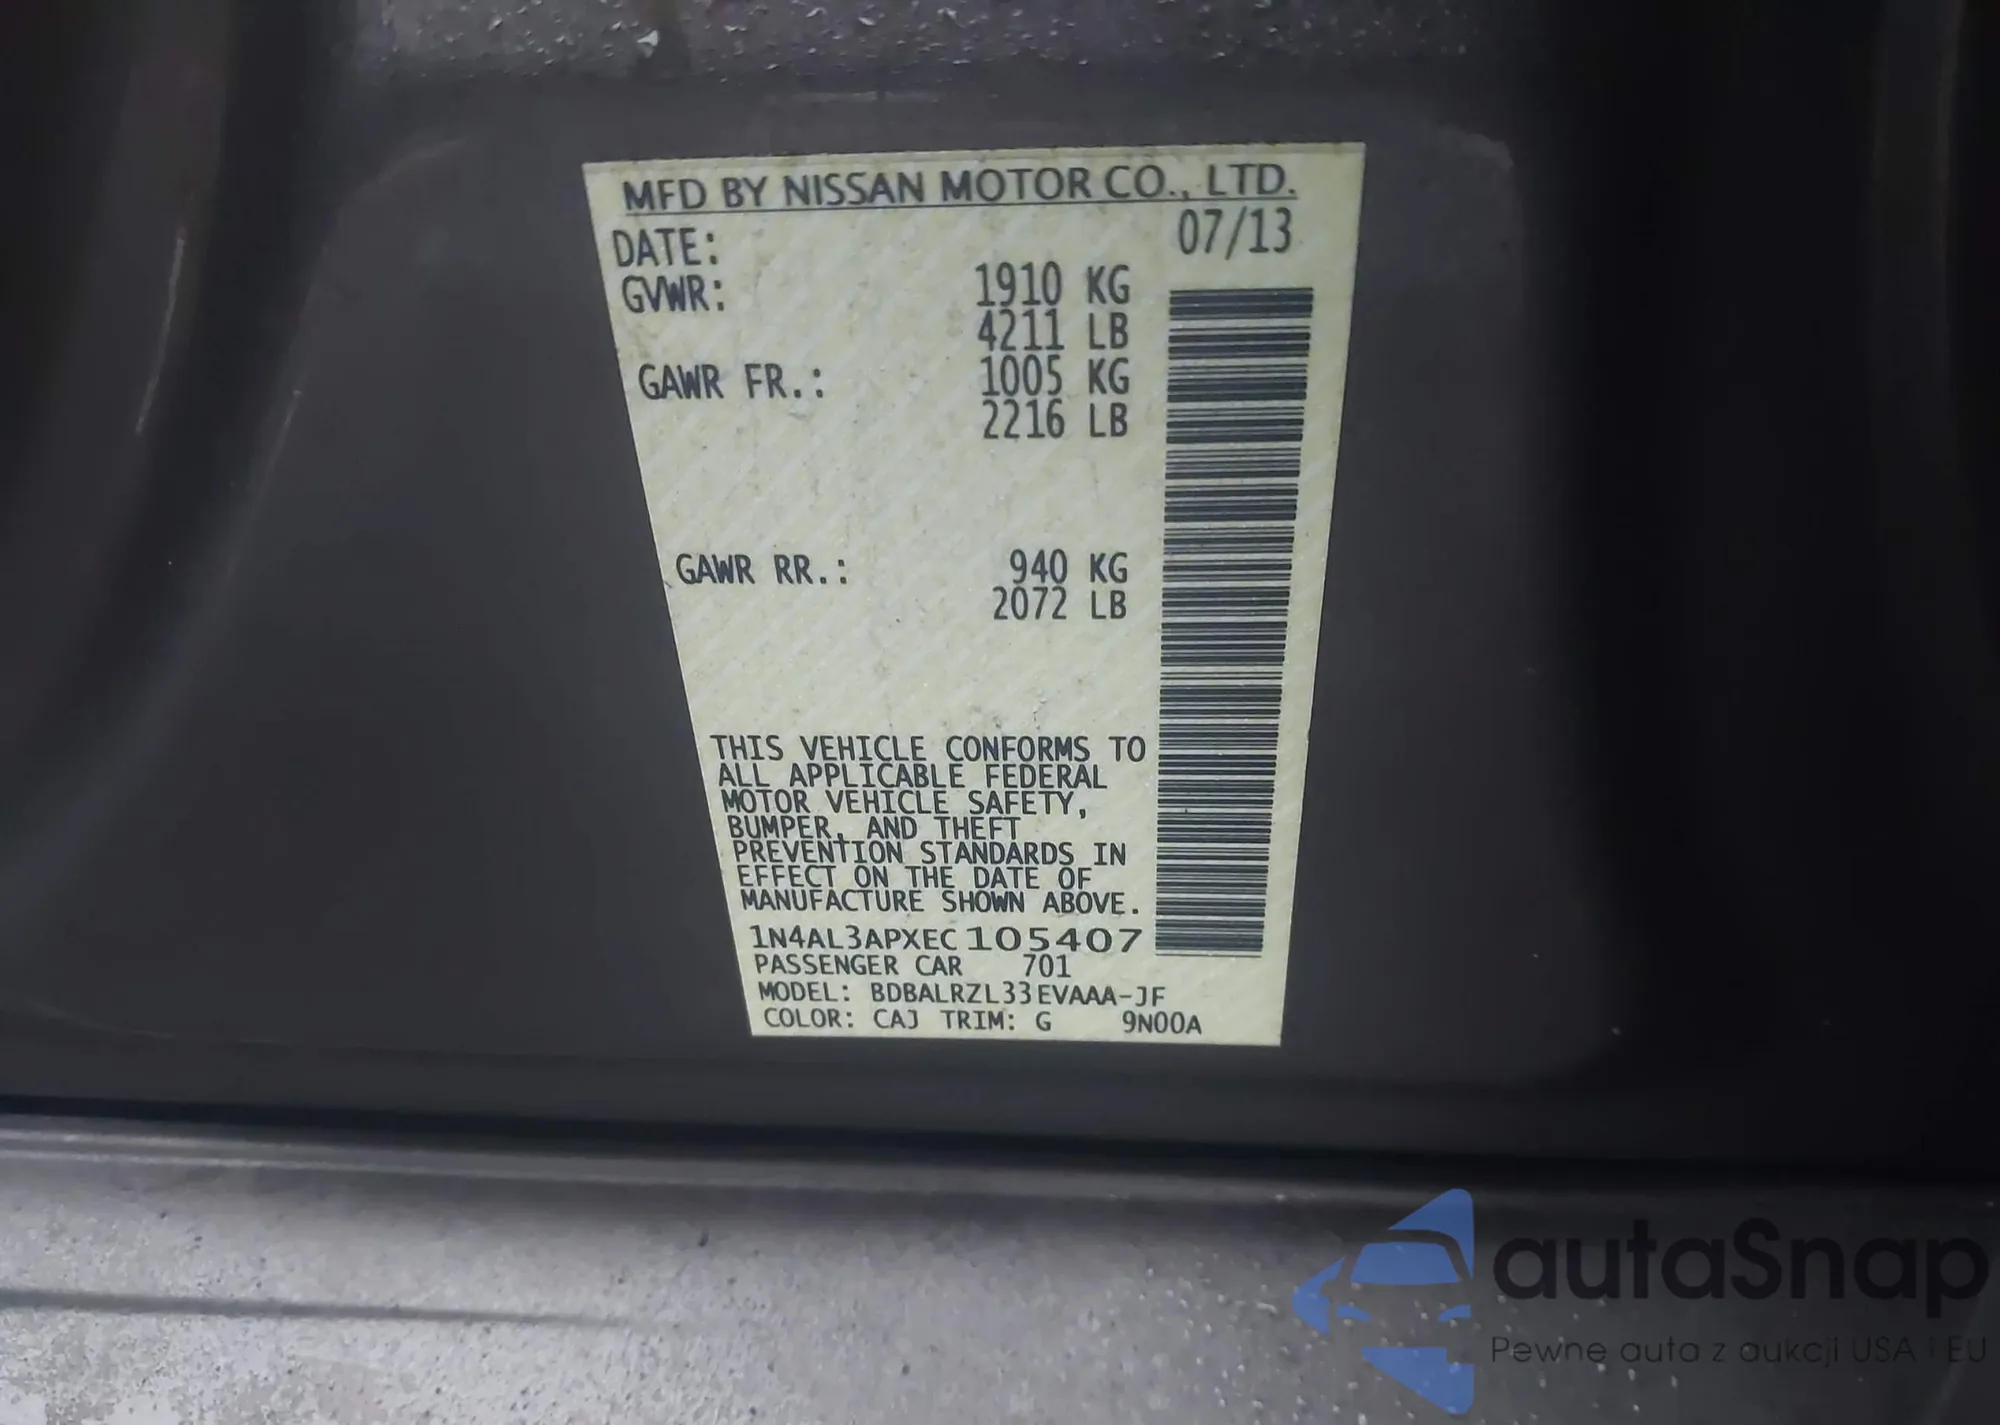 MFD BY NISSAN MOTOR CO., LTD.
DATE: 07/13
GVWR: 1910 KG
4211 LB
GAWR FR.: 1005 KG
2216 LB
GAWR RR.: 940 KG
2072 LB
THIS VEHICLE CONFORMS TO
ALL APPLICABLE FEDERAL
MOTOR VEHICLE SAFETY,
BUMPER, AND THEFT
PREVENTION STANDARDS IN
EFFECT ON THE DATE OF
MANUFACTURE SHOWN ABOVE.
1N4AL3APXEC105407
PASSENGER CAR 701
MODEL: BDBALRZL33EVAAA-JF
COLOR: CAJ TRIM: G 9N00A
autaSnap
Pewne auta z aukcji USA i EU